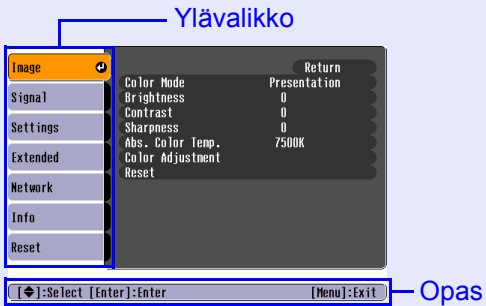 Ylävalikko
Image
Signal
Settings
Extended
Network
Info
Reset
Return
Color Mode Presentation
Brightness 0
Contrast 0
Sharpness 0
Abs. Color Temp. 7500K
Color Adjustment
Reset
[◆]:Select [Enter]:Enter [Menu]:Exit
Opas